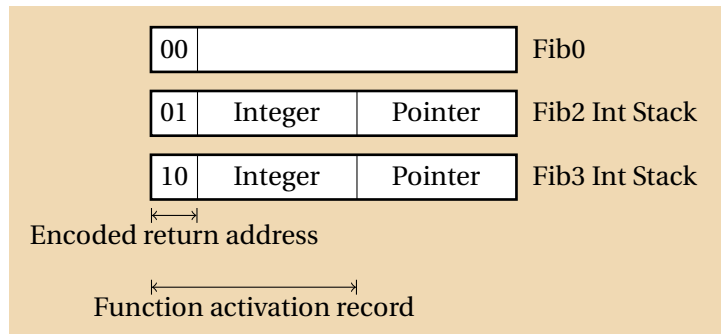 00 Fib0
01 Integer Pointer Fib2 Int Stack
10 Integer Pointer Fib3 Int Stack
Encoded return address
Function activation record